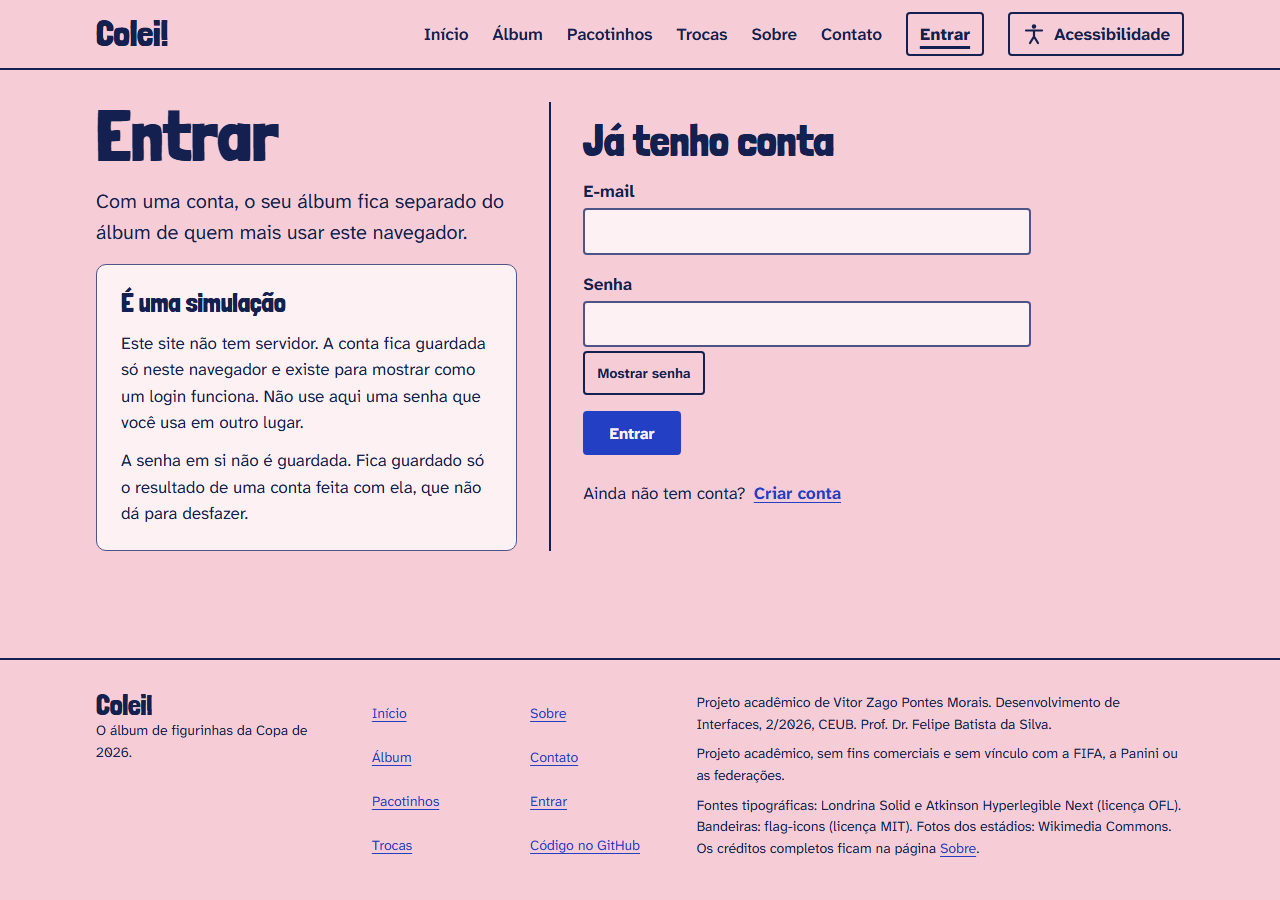 Colei!
Início Álbum Pacotinhos Trocas Sobre Contato Entrar Acessibilidade
Entrar
Com uma conta, o seu álbum fica separado do
álbum de quem mais usar este navegador.
É uma simulação
Este site não tem servidor. A conta fica guardada
só neste navegador e existe para mostrar como
um login funciona. Não use aqui uma senha que
você usa em outro lugar.
A senha em si não é guardada. Fica guardado só
o resultado de uma conta feita com ela, que não
dá para desfazer.
Já tenho conta
E-mail
Senha
Mostrar senha
Entrar
Ainda não tem conta? Criar conta
Colei!
O álbum de figurinhas da Copa de
2026.
Início
Álbum
Pacotinhos
Trocas
Sobre
Contato
Entrar
Código no GitHub
Projeto acadêmico de Vitor Zago Pontes Morais. Desenvolvimento de
Interfaces, 2/2026, CEUB. Prof. Dr. Felipe Batista da Silva.
Projeto acadêmico, sem fins comerciais e sem vínculo com a FIFA, a Panini ou
as federações.
Fontes tipográficas: Londrina Solid e Atkinson Hyperlegible Next (licença OFL).
Bandeiras: flag-icons (licença MIT). Fotos dos estádios: Wikimedia Commons.
Os créditos completos ficam na página Sobre.